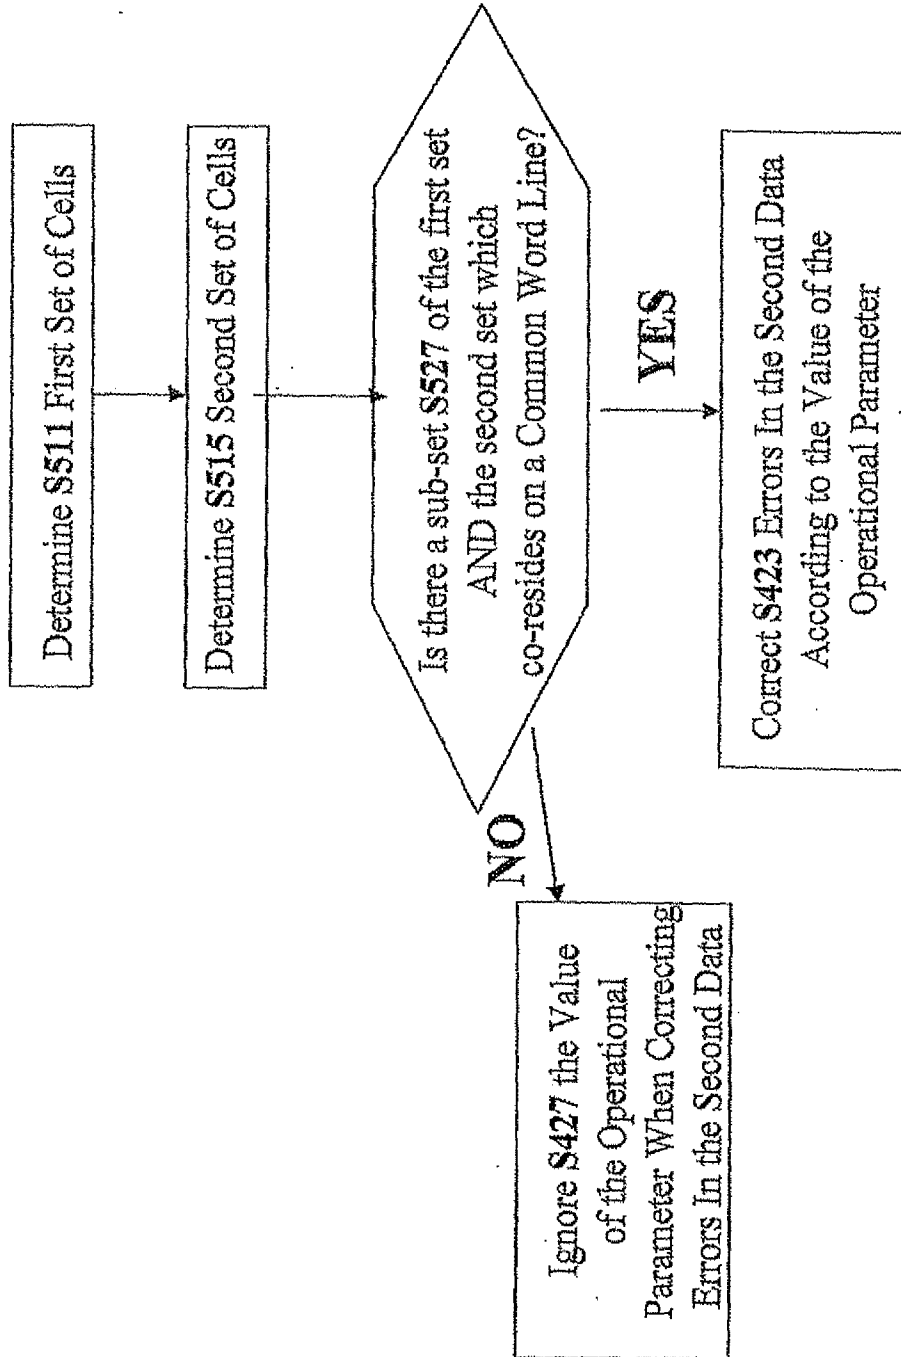 Determine S511 First Set of Cells
Determine S515 Second Set of Cells
Is there a sub-set S527 of the first set
AND the second set which
co-resides on a Common Word Line?
NO
YES
Ignore S427 the Value
of the Operational
Parameter When Correcting
Errors In the Second Data
Correct S423 Errors In the Second Data
According to the Value of the
Operational Parameter